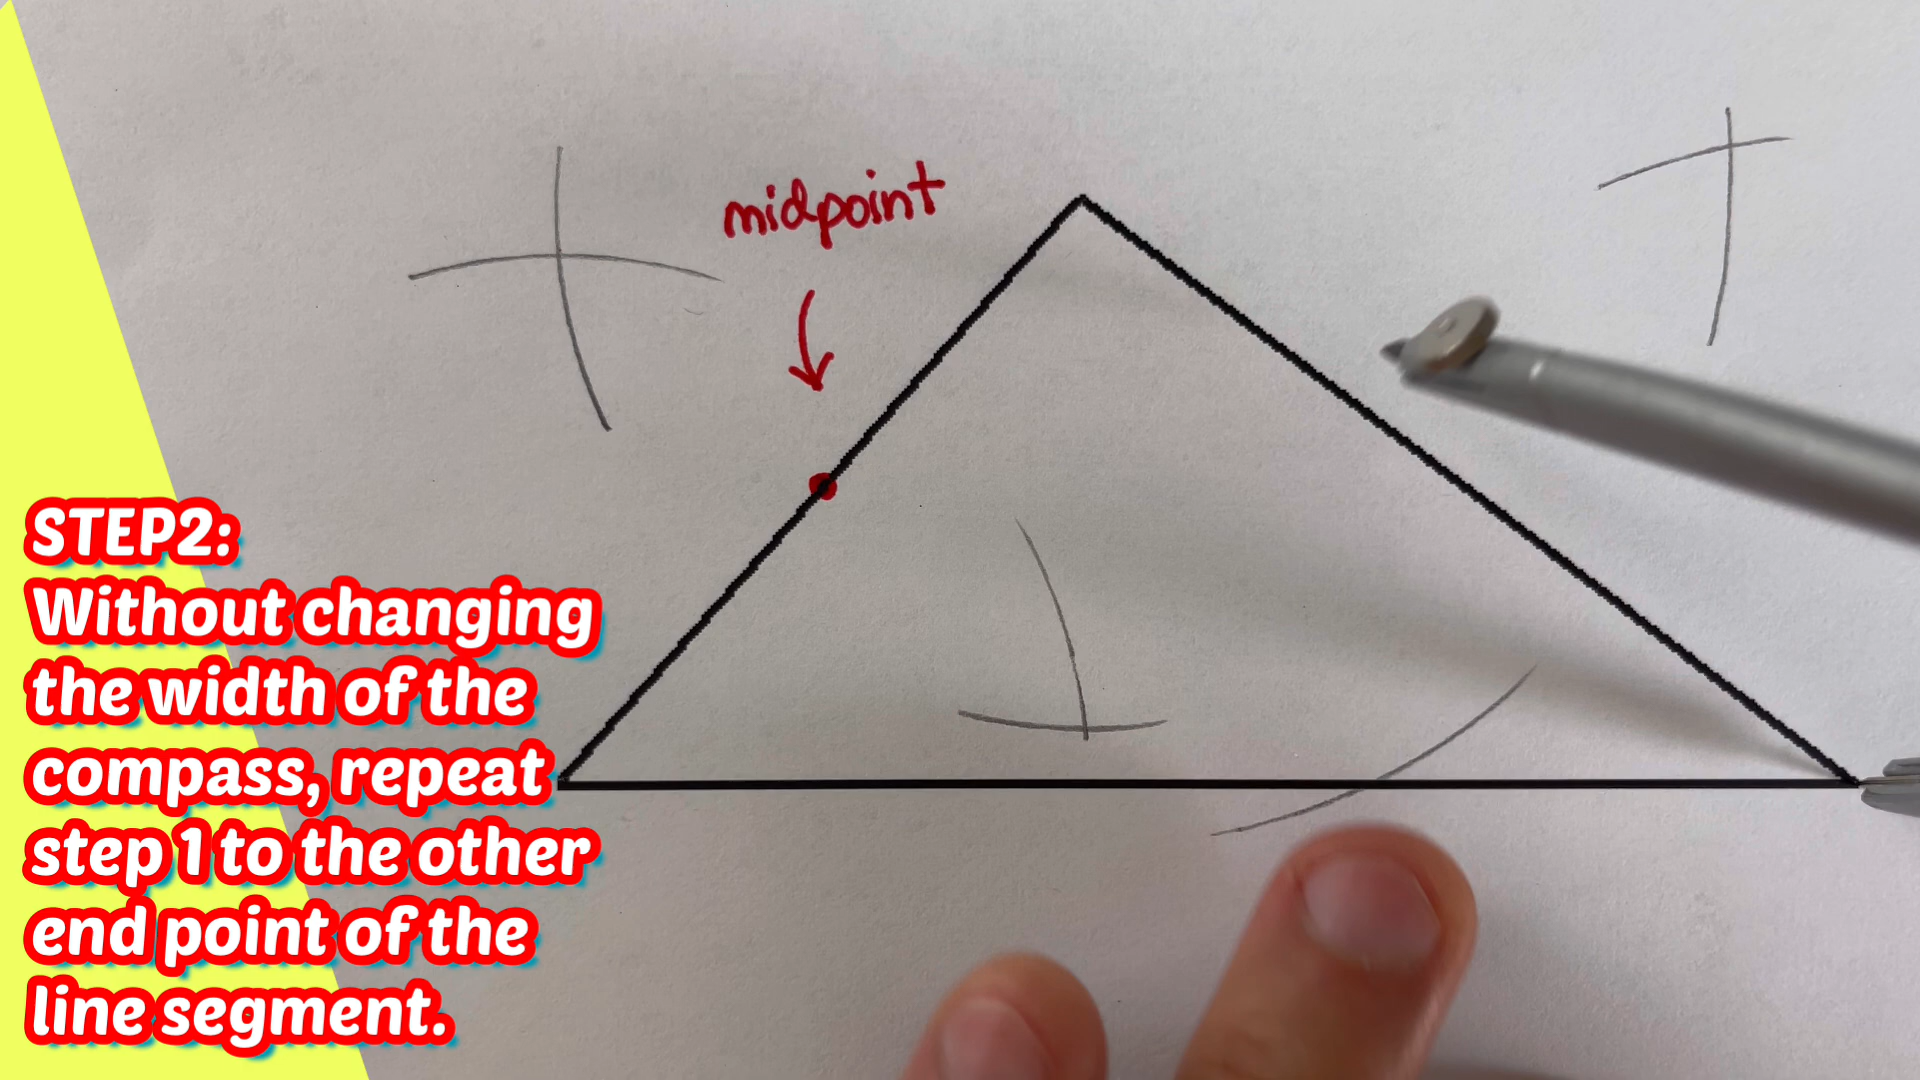 midpoint
STEP2:
Without changing
the width of the
compass, repeat
step 1 to the other
end point of the
line segment.